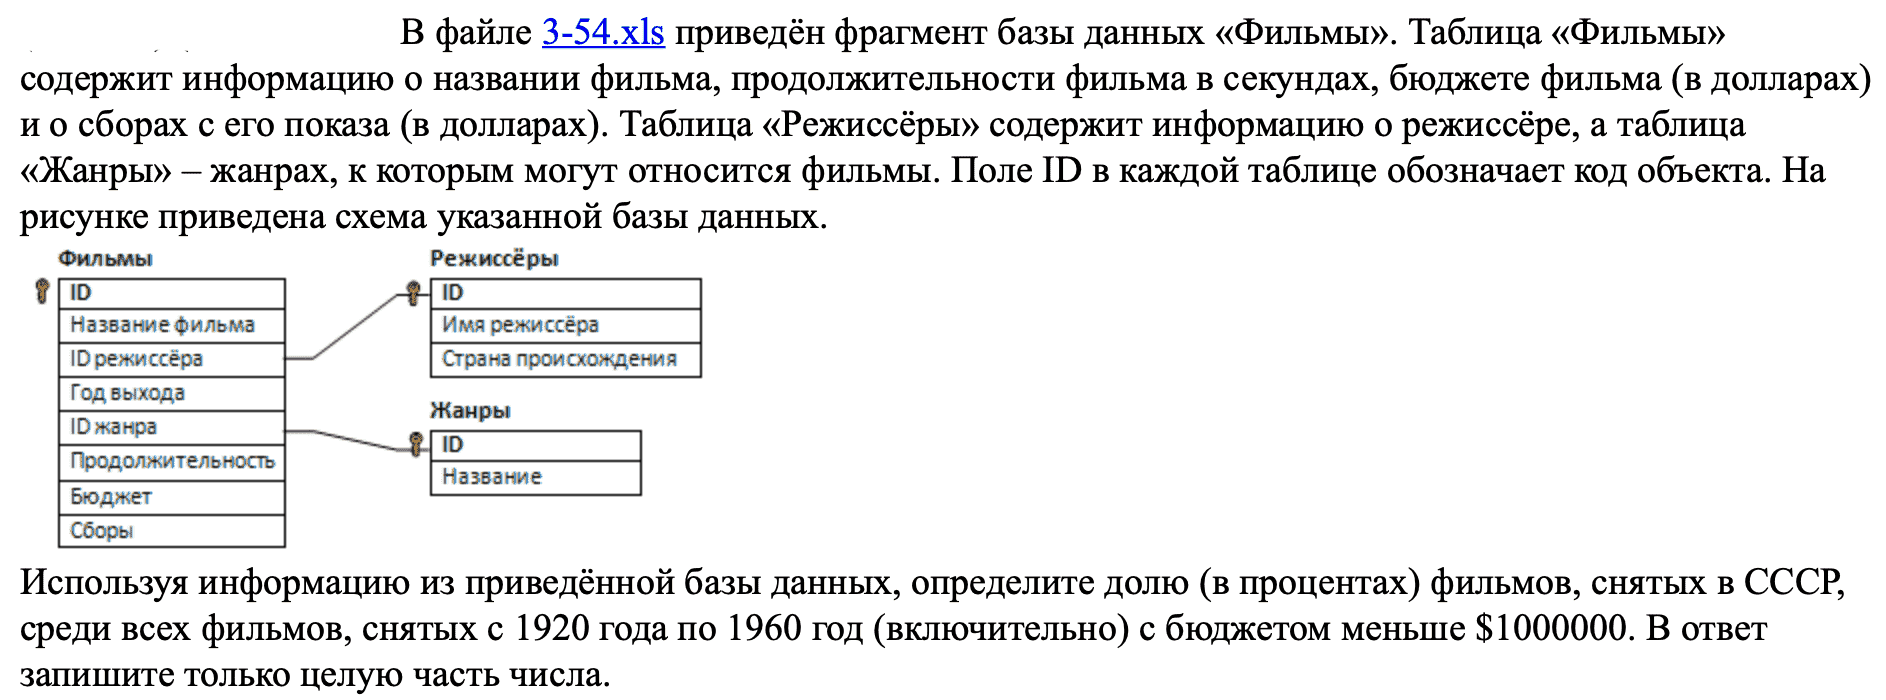 В файле 3-54.xls приведён фрагмент базы данных «Фильмы». Таблица «Фильмы»
содержит информацию о названии фильма, продолжительности фильма в секундах, бюджете фильма (в долларах)
и о сборах с его показа (в долларах). Таблица «Режиссёры» содержит информацию о режиссёре, а таблица
«Жанры» – жанрах, к которым могут относится фильмы. Поле ID в каждой таблице обозначает код объекта. На
рисунке приведена схема указанной базы данных.
Фильмы
ID
Название фильма
ID режиссёра
Год выхода
ID жанра
Продолжительность
Бюджет
Сборы
Режиссёры
ID
Имя режиссёра
Страна происхождения
Жанры
ID
Название
Используя информацию из приведённой базы данных, определите долю (в процентах) фильмов, снятых в СССР,
среди всех фильмов, снятых с 1920 года по 1960 год (включительно) с бюджетом меньше $1000000. В ответ
запишите только целую часть числа.